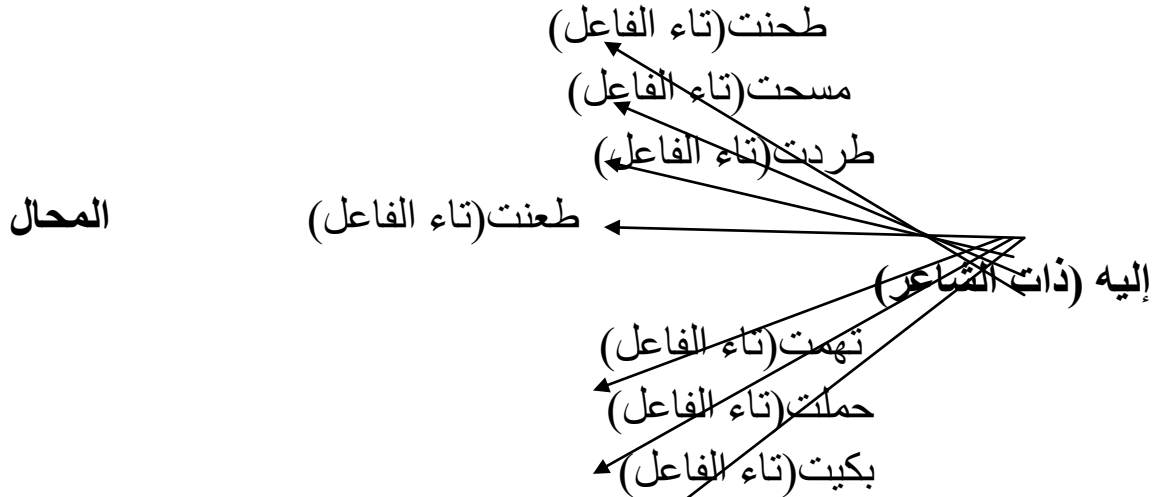 طحنت(تاء الفاعل)
مسحت(تاء الفاعل)
طردت(تاء الفاعل)
طعنت(تاء الفاعل) المحال
إليه (ذات الشاعر)
تهمت(تاء الفاعل)
حملت(تاء الفاعل)
بكيت(تاء الفاعل)